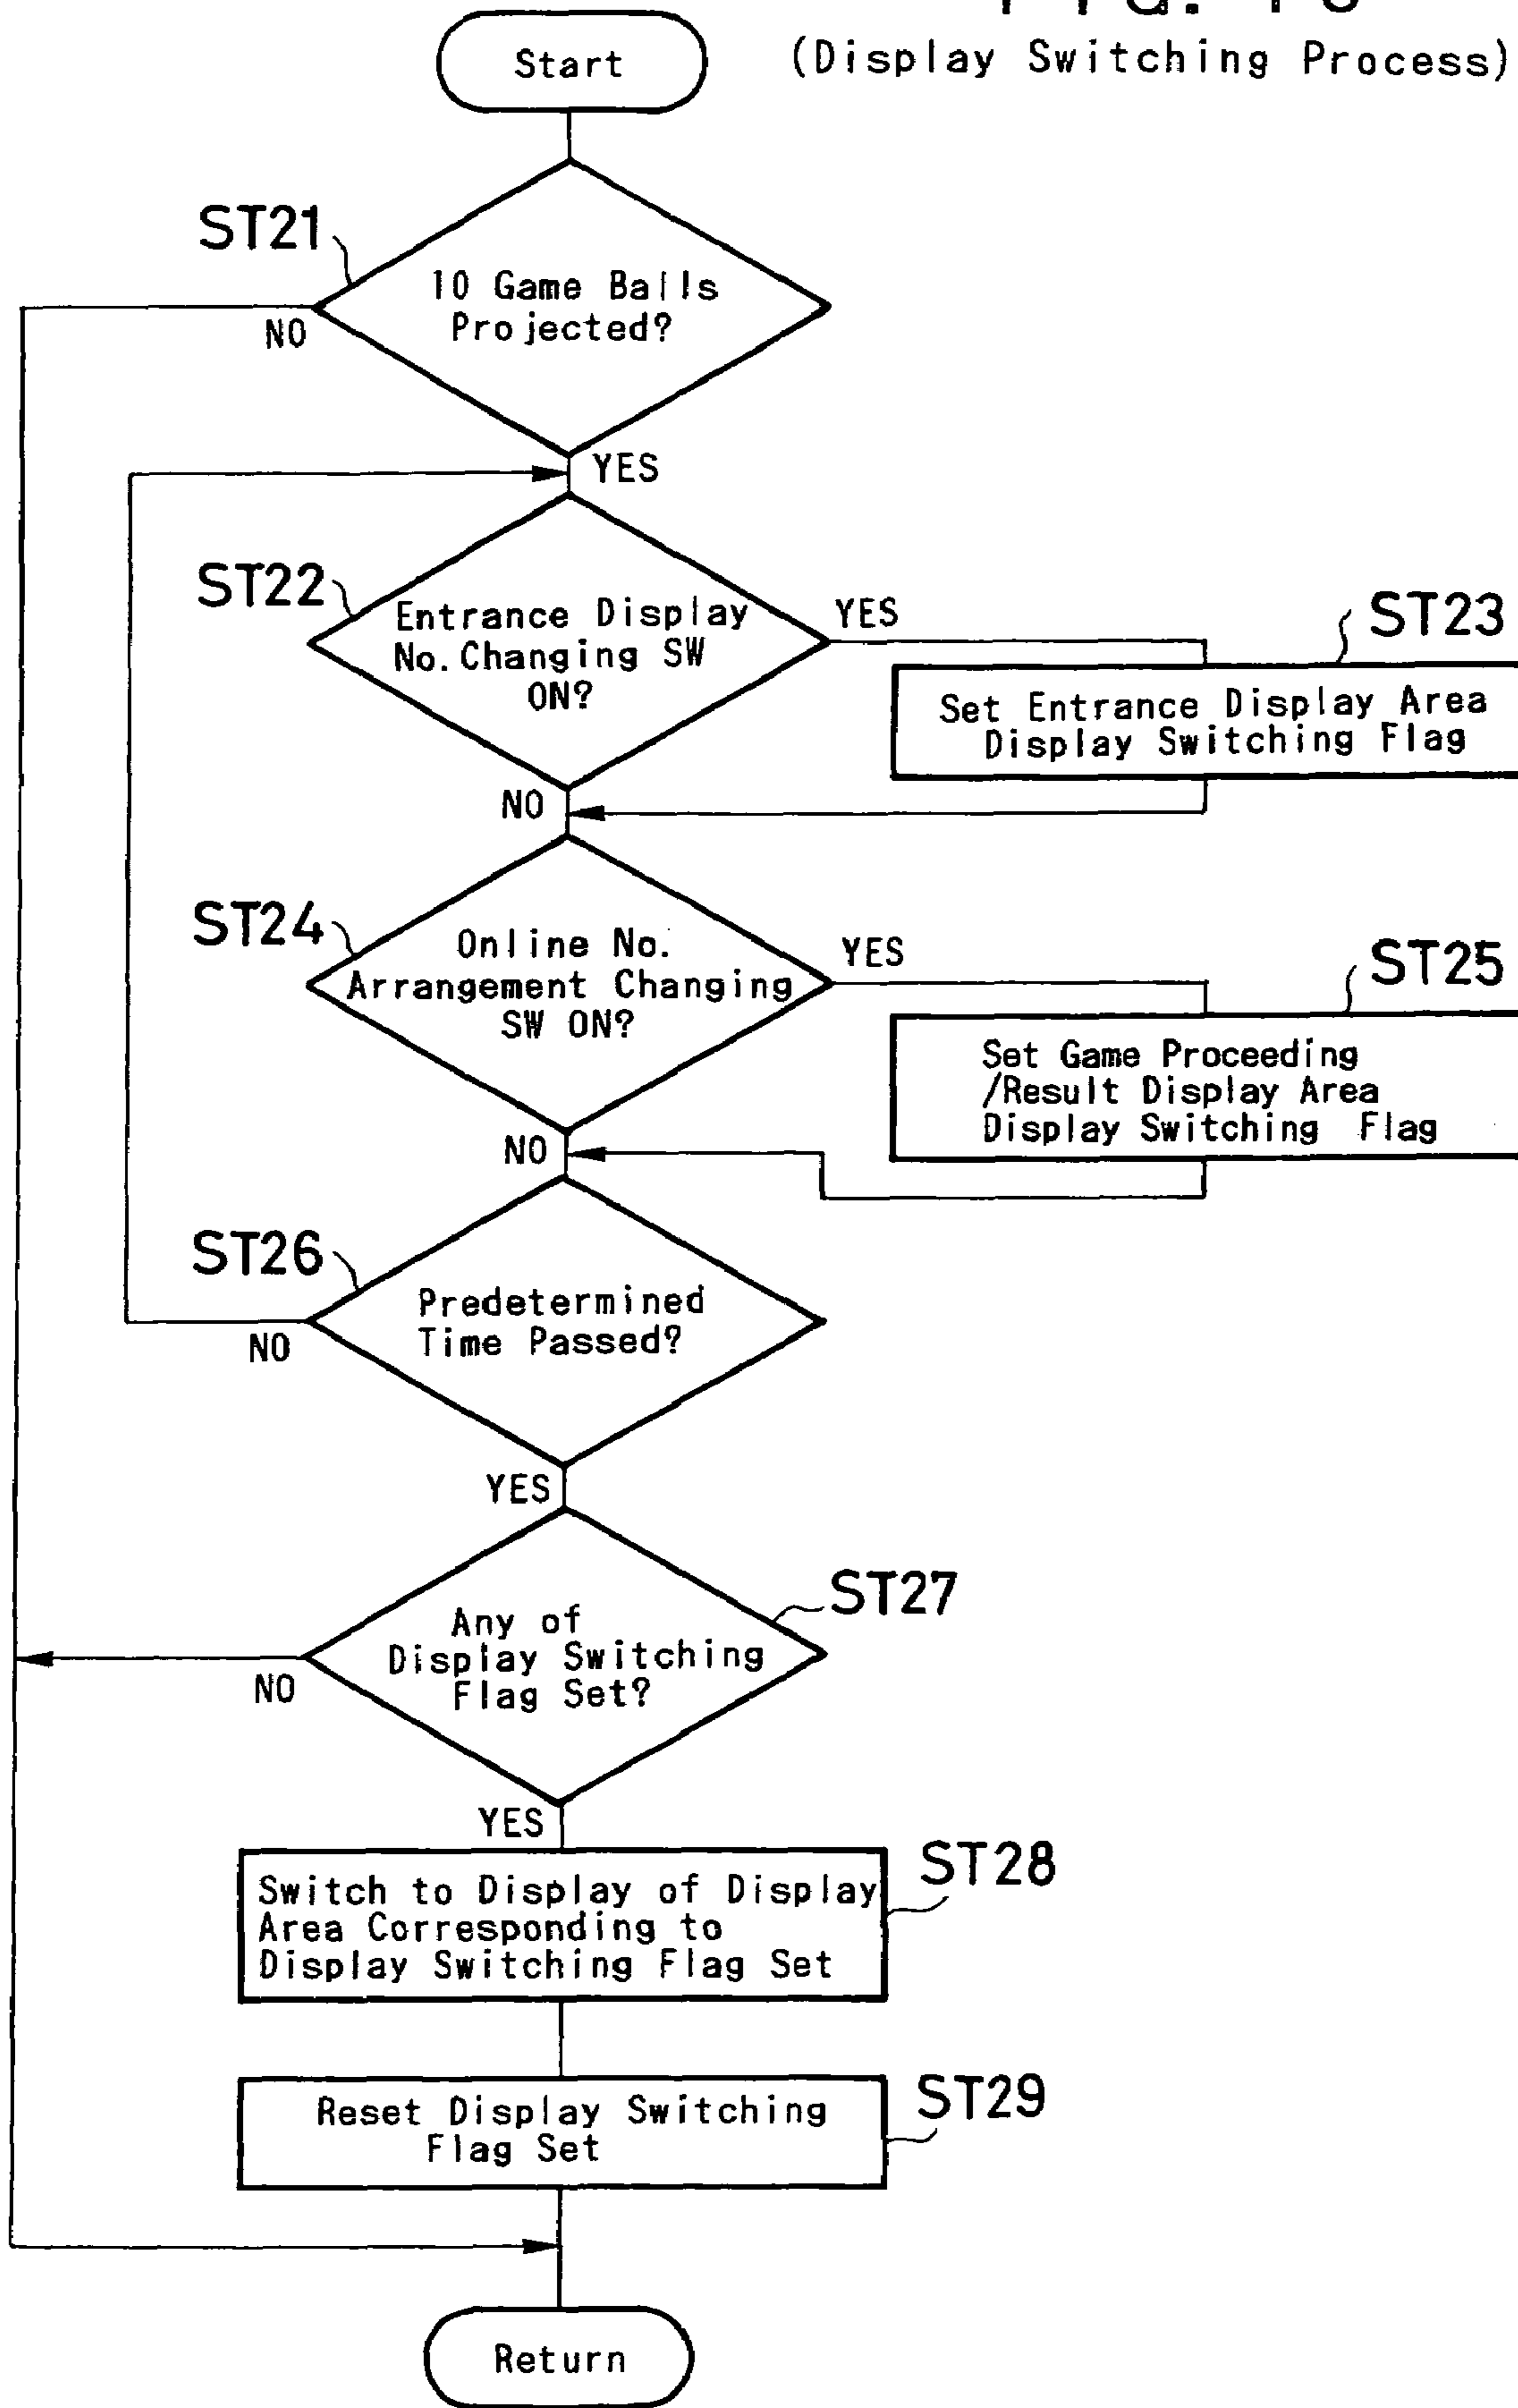 (Display Switching Process)
Start
ST21
10 Game Balls
Projected?
NO
YES
ST22
Entrance Display
No.Changing SW
ON?
YES
ST23
Set Entrance Display Area
Display Switching Flag
NO
ST24
Online No.
Arrangement Changing
SW ON?
YES
ST25
Set Game Proceeding
/Result Display Area
Display Switching Flag
NO
ST26
Predetermined
Time Passed?
NO
YES
ST27
Any of
Display Switching
Flag Set?
NO
YES
ST28
Switch to Display of Display
Area Corresponding to
Display Switching Flag Set
ST29
Reset Display Switching
Flag Set
Return